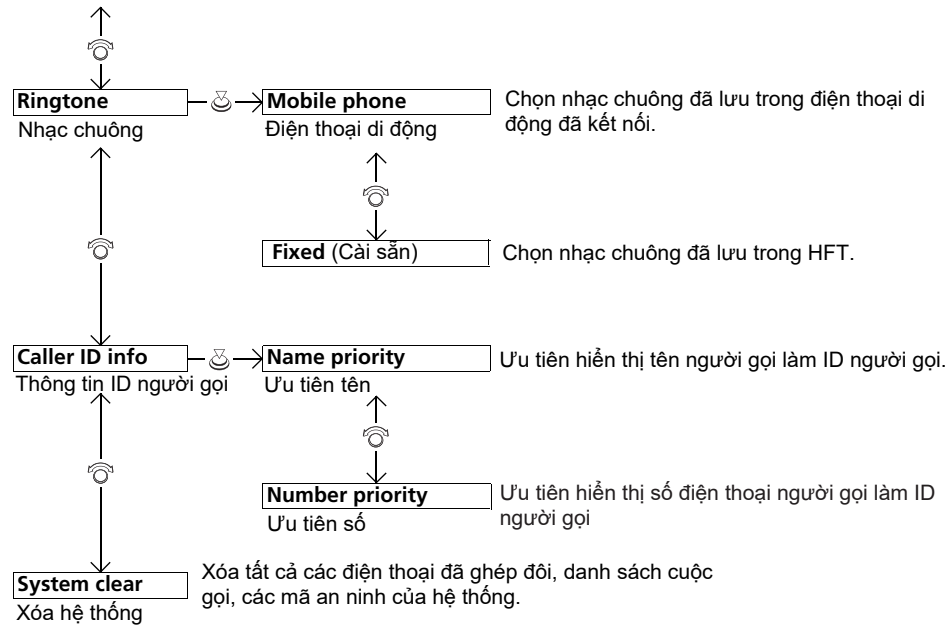 Ringtone
Nhạc chuông
Mobile phone
Điện thoại di động
Chọn nhạc chuông đã lưu trong điện thoại di
động đã kết nối.
Fixed (Cài sẵn)
Chọn nhạc chuông đã lưu trong HFT.
Caller ID info
Thông tin ID người gọi
Name priority
Ưu tiên tên
Ưu tiên hiển thị tên người gọi làm ID người gọi.
Number priority
Ưu tiên số
Ưu tiên hiển thị số điện thoại người gọi làm ID
người gọi
System clear
Xóa hệ thống
Xóa tất cả các điện thoại đã ghép đôi, danh sách cuộc
gọi, các mã an ninh của hệ thống.